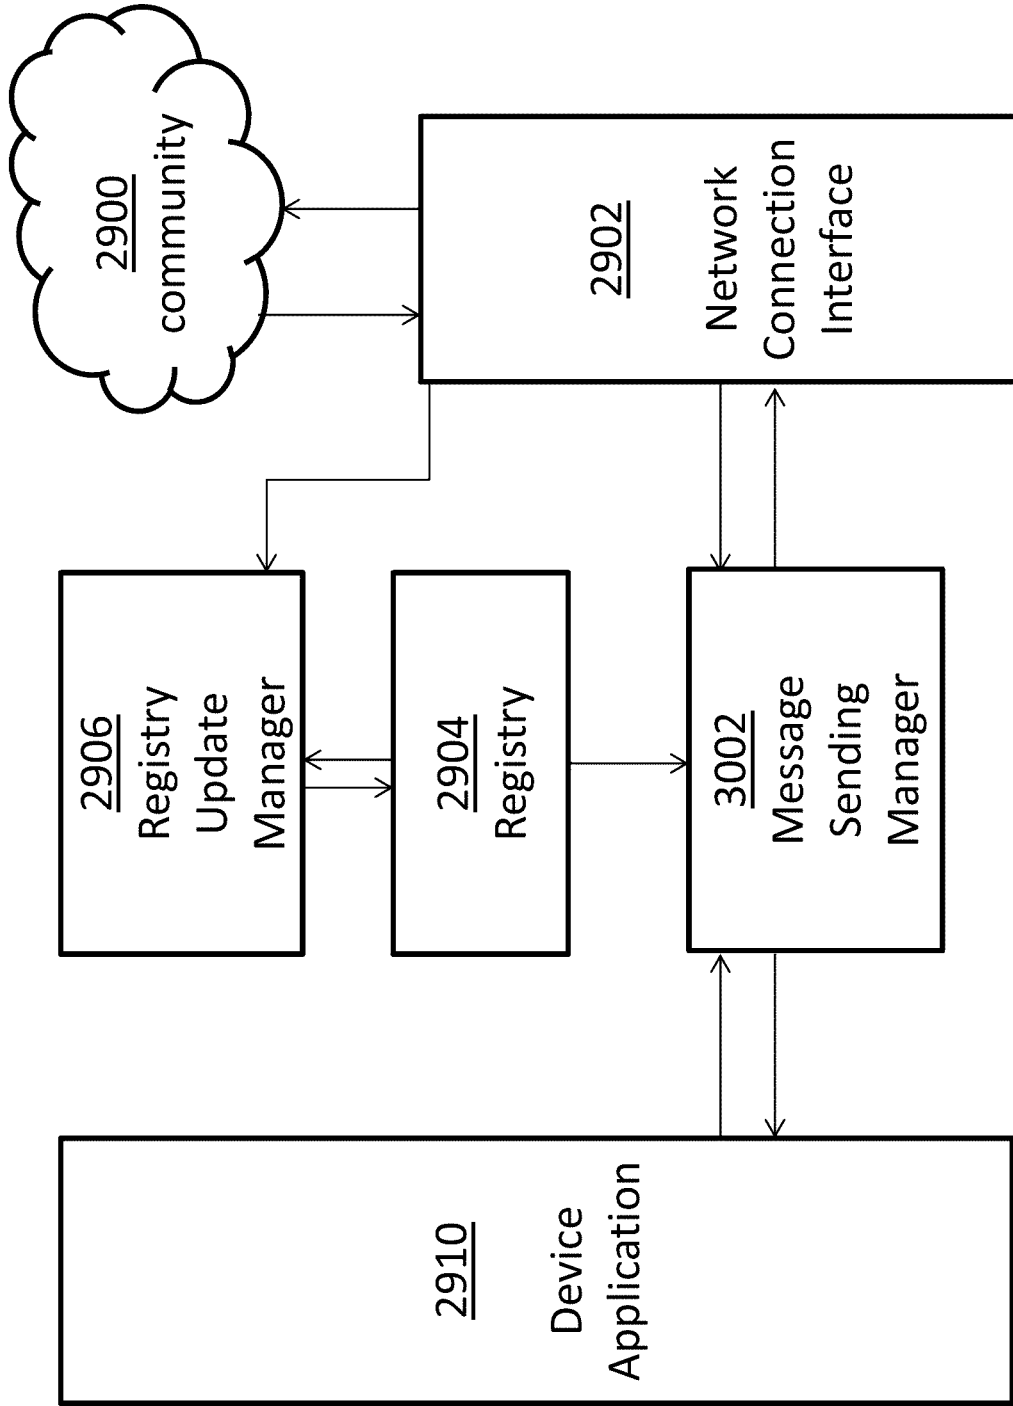 2900
community
2902
Network
Connection
Interface
2906
Registry
Update
Manager
2904
Registry
3002
Message
Sending
Manager
2910
Device
Application